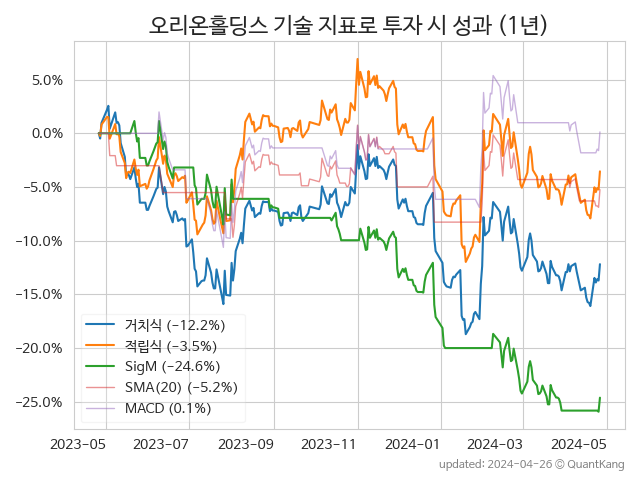 오리온홀딩스 기술 지표로 투자 시 성과 (1년)
5.0%
0.0%
−5.0%
−10.0%
−15.0%
−20.0%
−25.0%
거치식 (−12.2%)
적립식 (−3.5%)
SigM (−24.6%)
SMA(20) (−5.2%)
MACD (0.1%)
2023-05 2023-07 2023-09 2023-11 2024-01 2024-03 2024-05
updated: 2024-04-26 © QuantKang